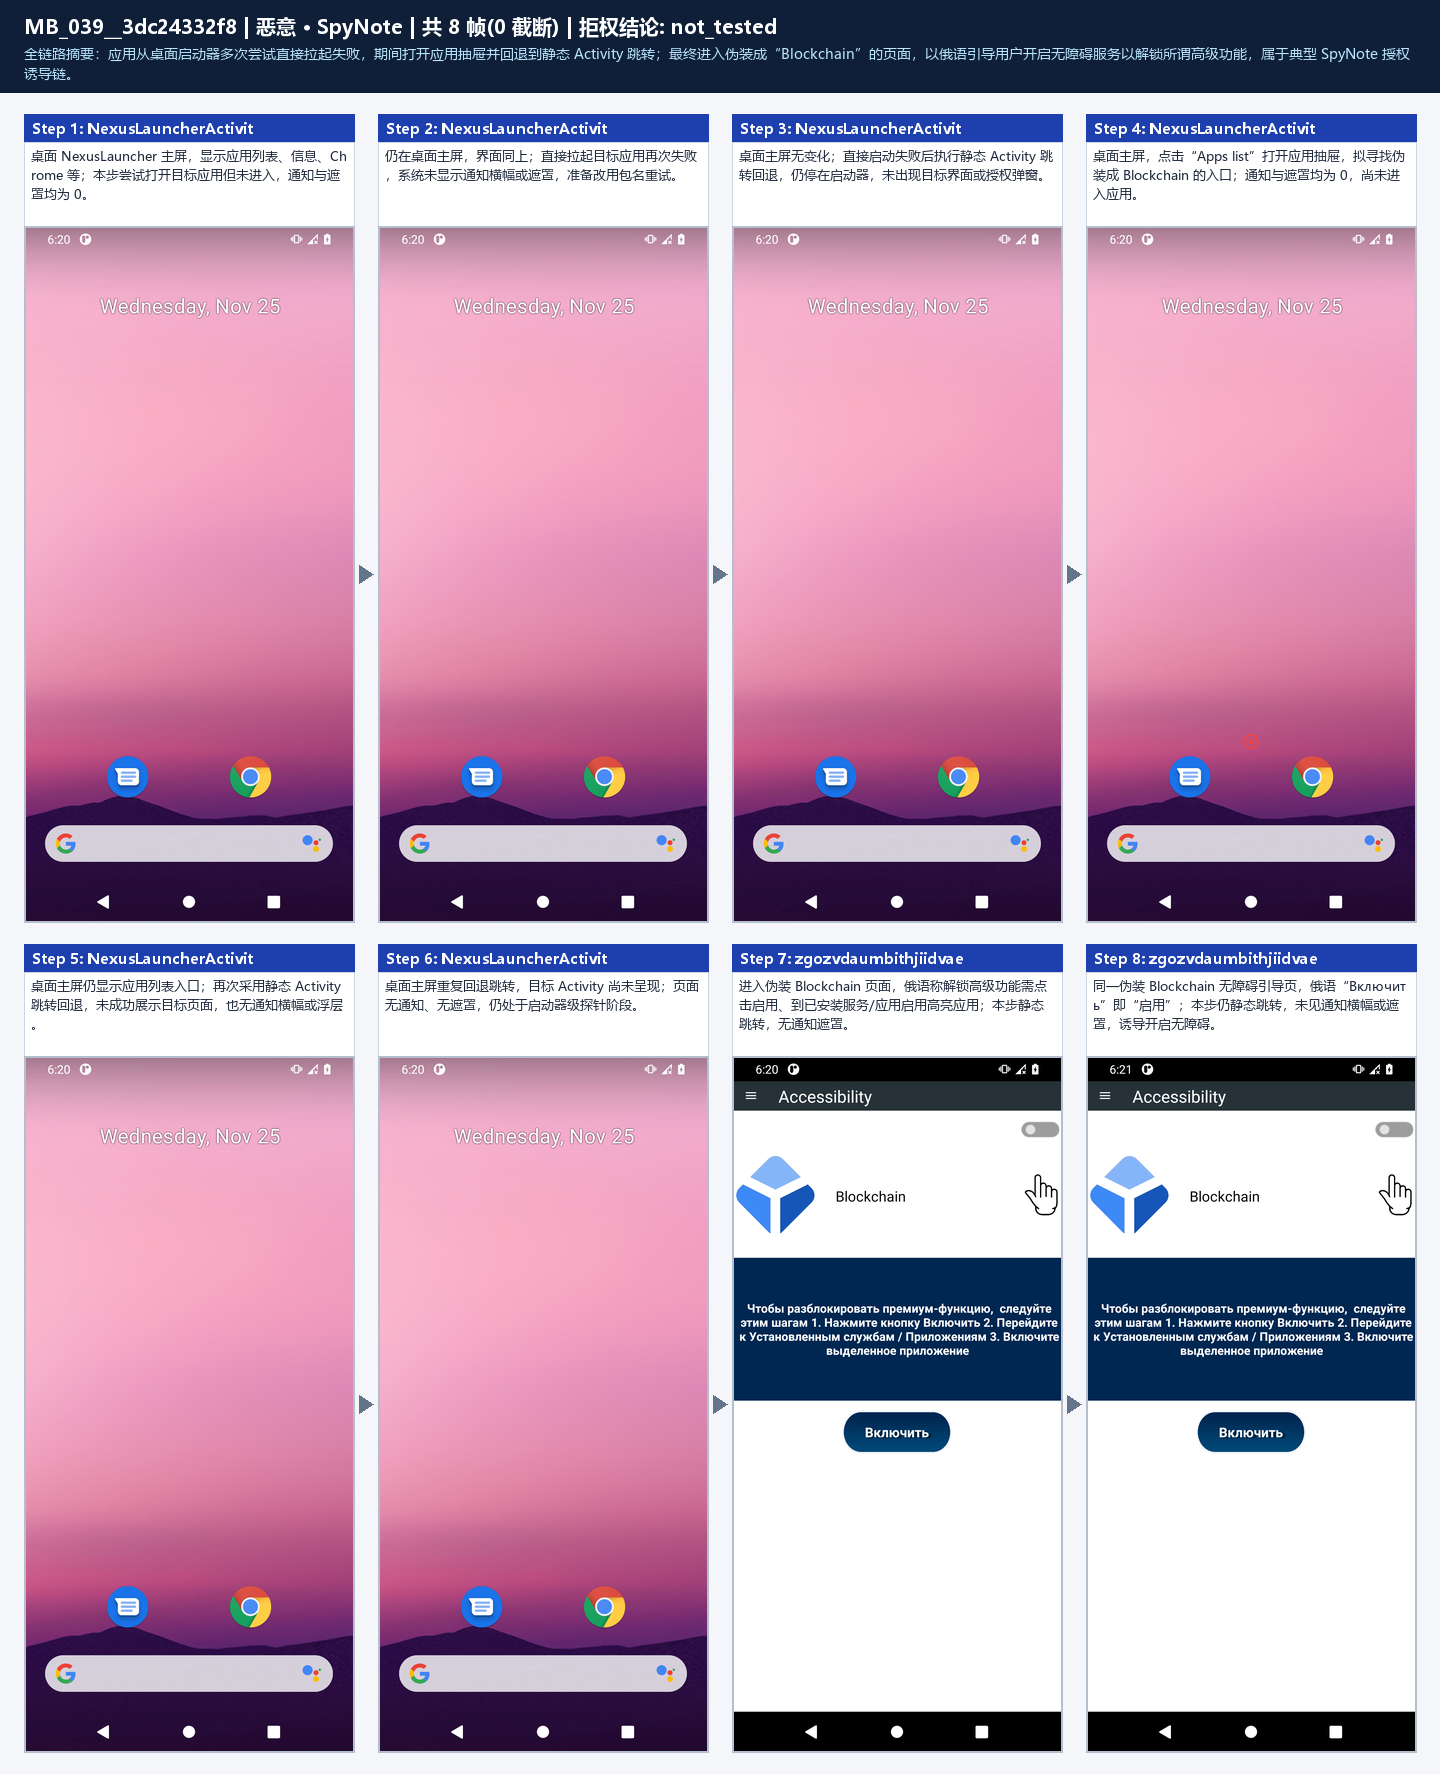 MB_039__3dc24332f8 | 恶意 • SpyNote | 共 8 帧(0 截断) | 拒权结论: not_tested
全链路摘要：应用从桌面启动器多次尝试直接拉起失败，期间打开应用抽屉并回退到静态 Activity 跳转；最终进入伪装成“Blockchain”的页面，以俄语引导用户开启无障碍服务以解锁所谓高级功能，属于典型 SpyNote 授权
诱导链。
Step 1: NexusLauncherActivit
桌面 NexusLauncher 主屏，显示应用列表、信息、Ch
rome 等；本步尝试打开目标应用但未进入，通知与遮
罩均为 0。
6:20
Wednesday, Nov 25
Step 2: NexusLauncherActivit
仍在桌面主屏，界面同上；直接拉起目标应用再次失败
，系统未显示通知横幅或遮罩，准备改用包名重试。
6:20
Wednesday, Nov 25
Step 3: NexusLauncherActivit
桌面主屏无变化；直接启动失败后执行静态 Activity 跳
转回退，仍停在启动器，未出现目标界面或授权弹窗。
6:20
Wednesday, Nov 25
Step 4: NexusLauncherActivit
桌面主屏，点击“Apps list”打开应用抽屉，拟寻找伪
装成 Blockchain 的入口；通知与遮罩均为 0，尚未进
入应用。
6:20
Wednesday, Nov 25
Step 5: NexusLauncherActivit
桌面主屏仍显示应用列表入口；再次采用静态 Activity
跳转回退，未成功展示目标页面，也无通知横幅或浮层
。
6:20
Wednesday, Nov 25
Step 6: NexusLauncherActivit
桌面主屏重复回退跳转，目标 Activity 尚未呈现；页面
无通知、无遮罩，仍处于启动器级探针阶段。
6:20
Wednesday, Nov 25
Step 7: zgozvdaumbithjiidvae
进入伪装 Blockchain 页面，俄语称解锁高级功能需点
击启用、到已安装服务/应用启用高亮应用；本步静态
跳转，无通知遮罩。
6:20
Accessibility
Blockchain
Чтобы разблокировать премиум-функцию, следуйте
этим шагам 1. Нажмите кнопку Включить 2. Перейдите
к Установленным службам / Приложениям 3. Включите
выделенное приложение
Включить
Step 8: zgozvdaumbithjiidvae
同一伪装 Blockchain 无障碍引导页，俄语“Включит
ь”即“启用”；本步仍静态跳转，未见通知横幅或遮
罩，诱导开启无障碍。
6:21
Accessibility
Blockchain
Чтобы разблокировать премиум-функцию, следуйте
этим шагам 1. Нажмите кнопку Включить 2. Перейдите
к Установленным службам / Приложениям 3. Включите
выделенное приложение
Включить